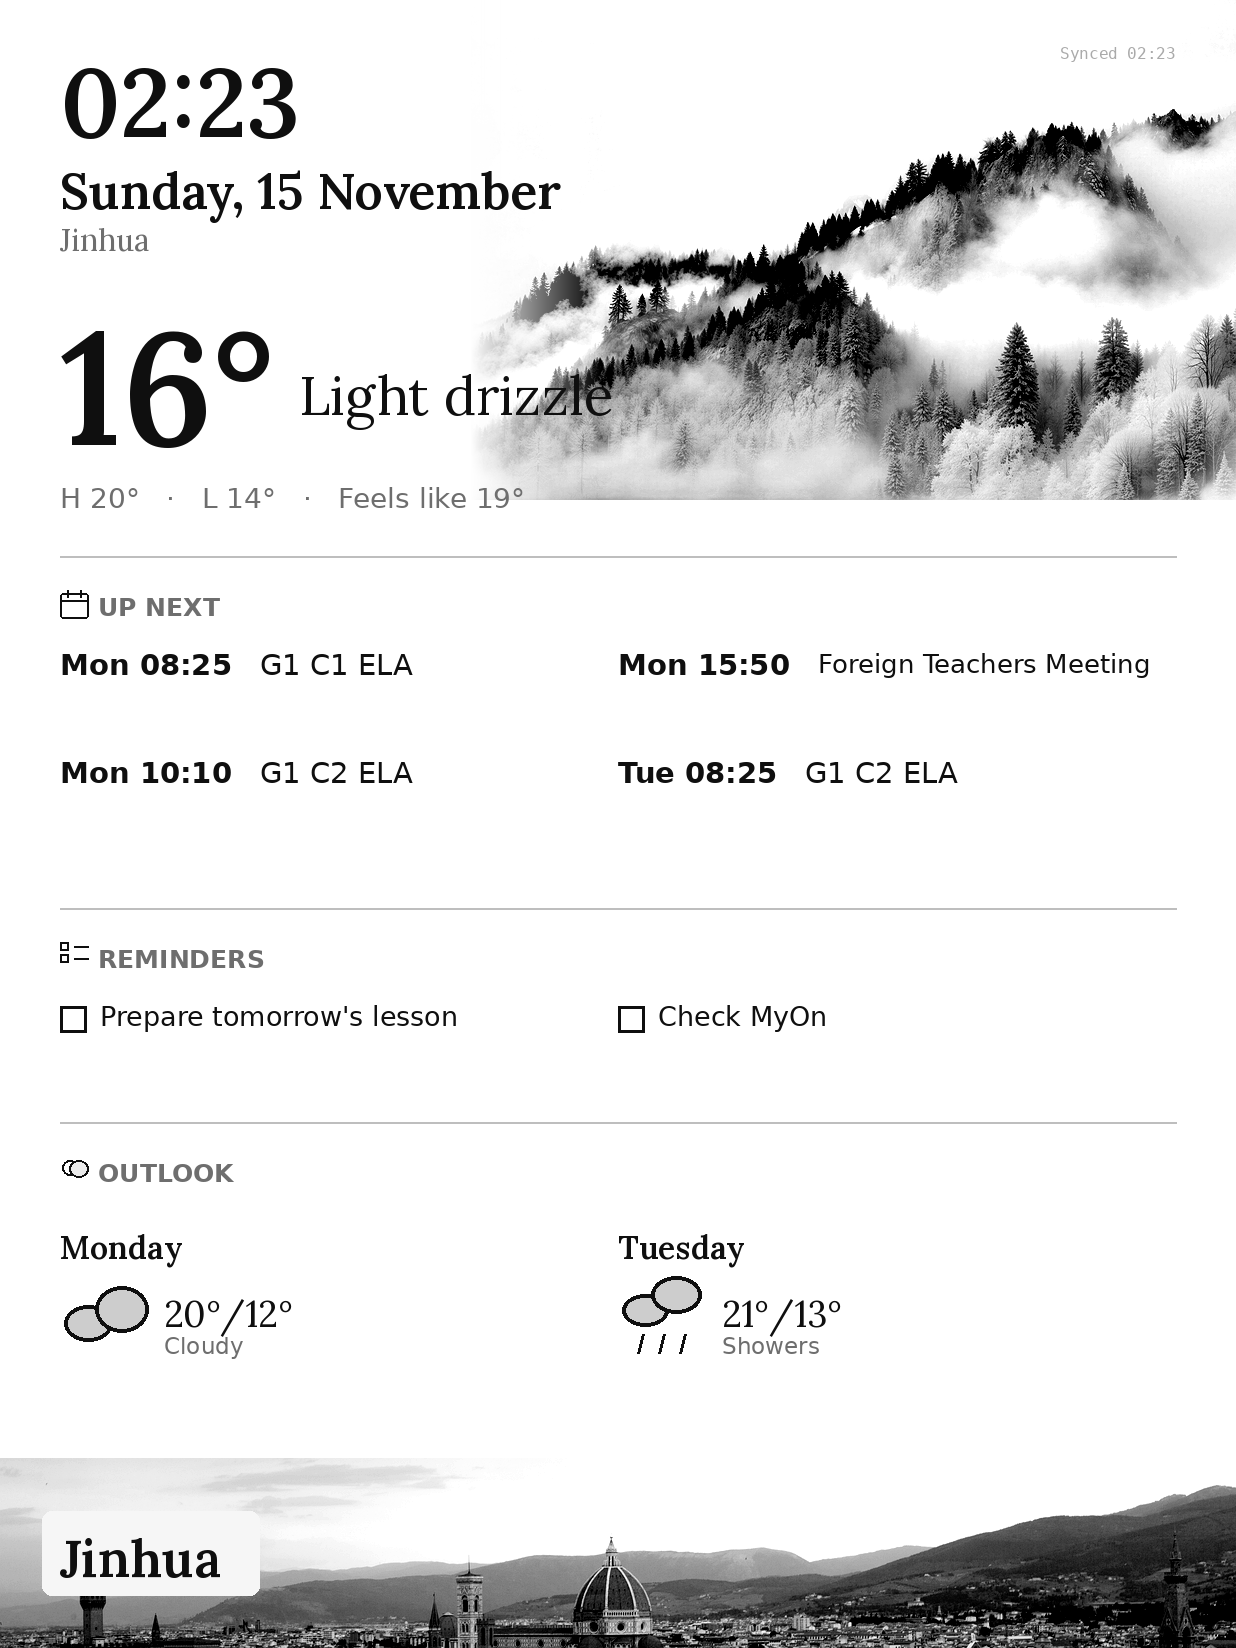 Synced 02:23
02:23
Sunday, 15 November
Jinhua
16° Light drizzle
H 20° · L 14° · Feels like 19°
UP NEXT
Mon 08:25 G1 C1 ELA
Mon 15:50 Foreign Teachers Meeting
Mon 10:10 G1 C2 ELA
Tue 08:25 G1 C2 ELA
REMINDERS
Prepare tomorrow's lesson
Check MyOn
OUTLOOK
Monday
20°/12°
Cloudy
Tuesday
21°/13°
Showers
Jinhua